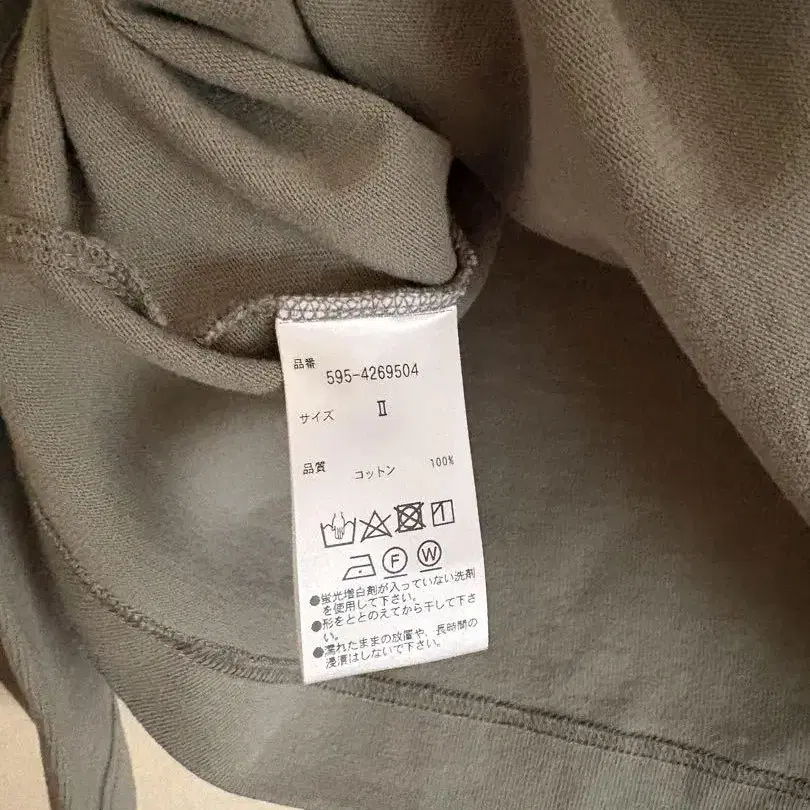 品番
595-4269504
サイズ Ⅱ
品質 コットン 100%
F W
●蛍光増白剤が入っていない洗剤
を使用して下さい。
●形をととのえてから干して下さ
い。
●濡れたままの放置や、長時間の
浸漬はしないで下さい。